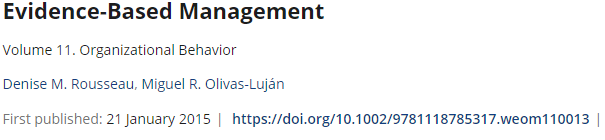 Evidence-Based Management
Volume 11. Organizational Behavior
Denise M. Rousseau, Miguel R. Olivas-Luján
First published: 21 January 2015 | https://doi.org/10.1002/9781118785317.weom110013 |